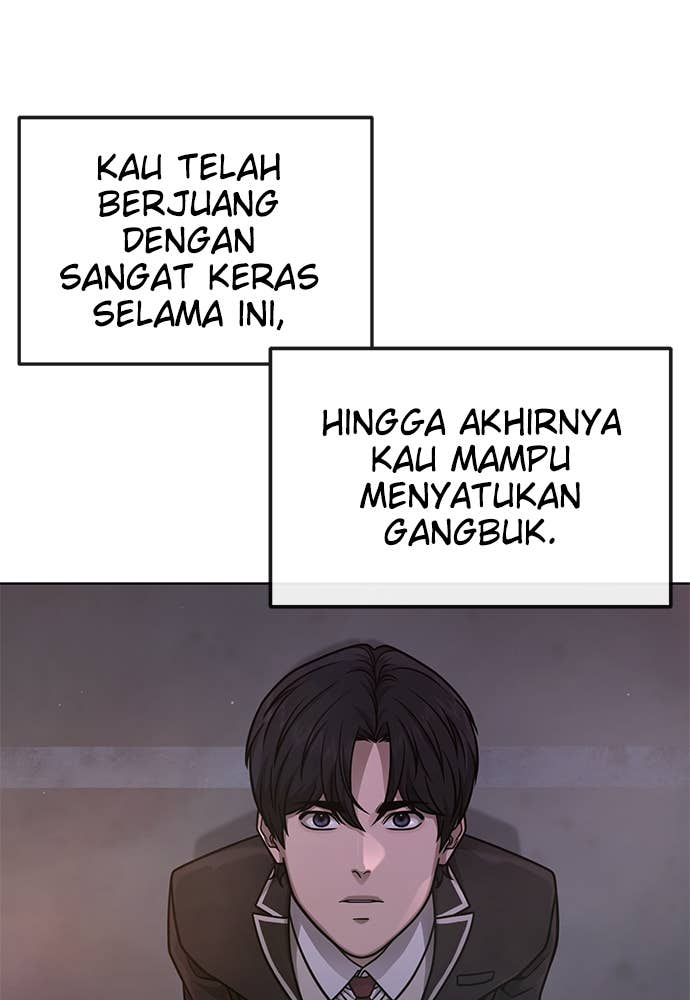 KAU TELAH
BERJUANG
DENGAN
SANGAT KERAS
SELAMA INI,
HINGGA AKHIRNYA
KAU MAMPU
MENYATUKAN
GANGBUK.